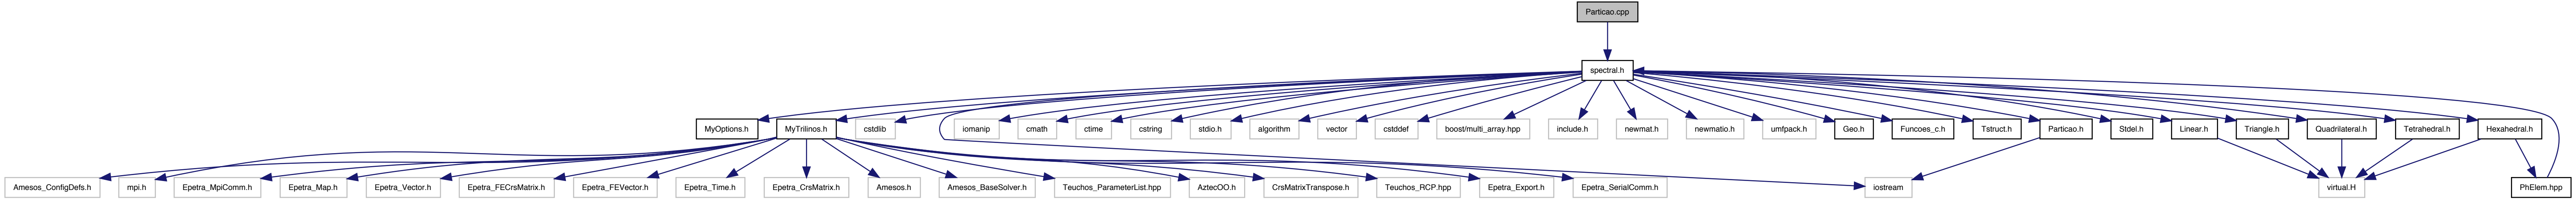 Particao.cpp
spectral.h
MyOptions.h
MyTrilinos.h
cstdlib
iomanip
cmath
ctime
cstring
stdio.h
algorithm
vector
cstddef
boost/multi_array.hpp
include.h
newmat.h
newmatio.h
umfpack.h
Geo.h
Funcoes_c.h
Tstruct.h
Particao.h
Stdel.h
Linear.h
Triangle.h
Quadrilateral.h
Tetrahedral.h
Hexahedral.h
Amesos_ConfigDefs.h
mpi.h
Epetra_MpiComm.h
Epetra_Map.h
Epetra_Vector.h
Epetra_FECrsMatrix.h
Epetra_FEVector.h
Epetra_Time.h
Epetra_CrsMatrix.h
Amesos.h
Amesos_BaseSolver.h
Teuchos_ParameterList.hpp
AztecOO.h
CrsMatrixTranspose.h
Teuchos_RCP.hpp
Epetra_Export.h
Epetra_SerialComm.h
iostream
virtual.H
PhElem.hpp